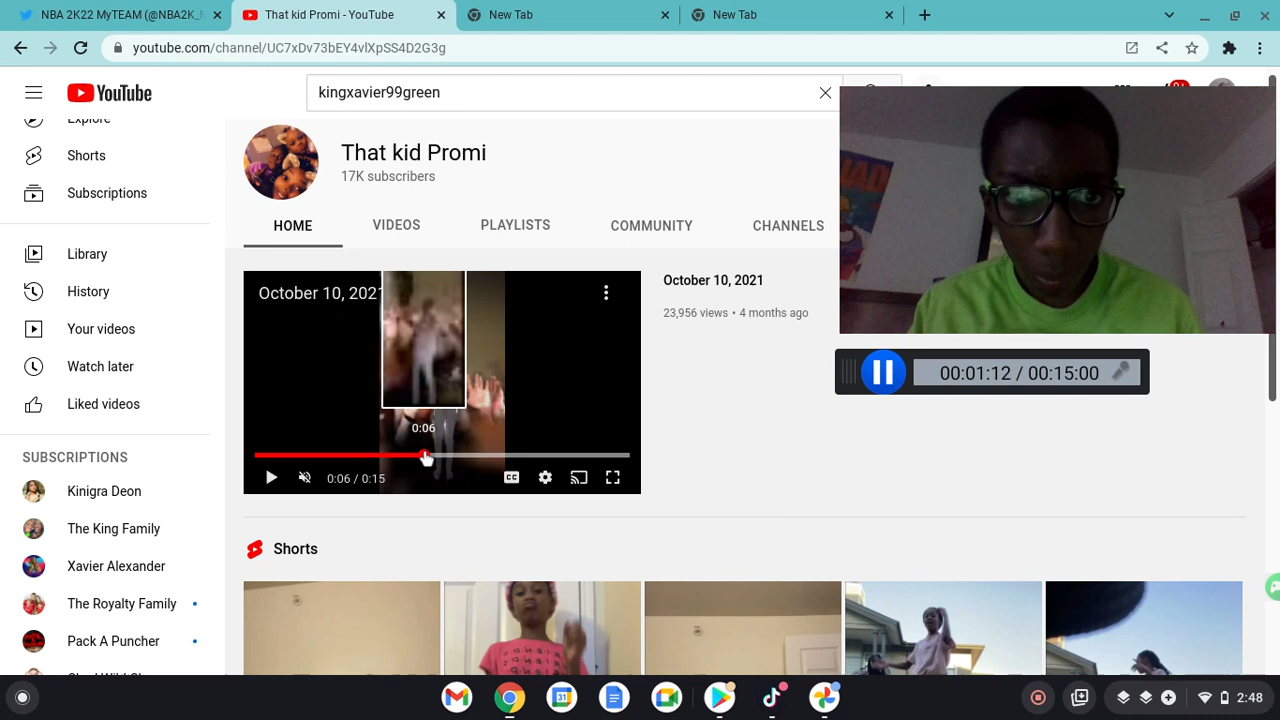 NBA 2K22 MyTEAM (@NBA2K_M
That kid Promi - YouTube
New Tab
New Tab
youtube.com/channel/UC7xDv73bEY4vlXpSS4D2G3g
YouTube
kingxavier99green
9+
Explore
Shorts
Subscriptions
Library
History
Your videos
Watch later
Liked videos
SUBSCRIPTIONS
Kinigra Deon
The King Family
Xavier Alexander
The Royalty Family
Pack A Puncher
That kid Promi
17K subscribers
HOME
VIDEOS
PLAYLISTS
COMMUNITY
CHANNELS
October 10, 2021
0:06
0:06 / 0:15
CC
October 10, 2021
23,956 views • 4 months ago
00:01:12 / 00:15:00
Shorts
31
2:48